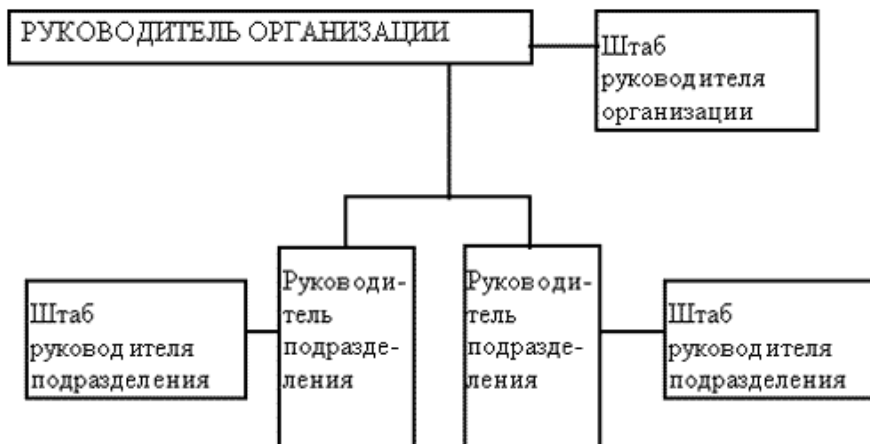 РУКОВОДИТЕЛЬ ОРГАНИЗАЦИИ
Штаб
руководителя
организации
Штаб
руководителя
подразделения
Руководи-
тель
подразде-
ления
Руководи-
тель
подразде-
ления
Штаб
руководителя
подразделения